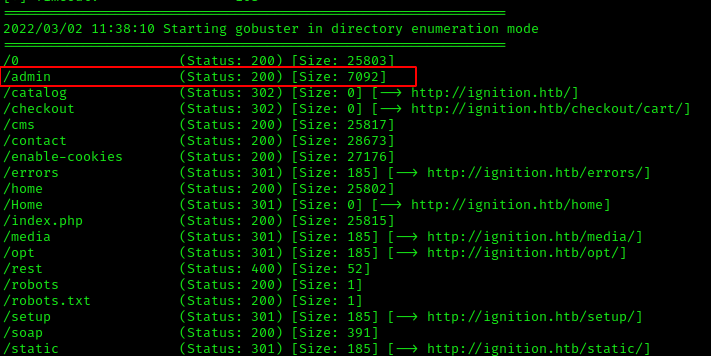 ===============================================================
2022/03/02 11:38:10 Starting gobuster in directory enumeration mode
===============================================================
/0                    (Status: 200) [Size: 25803]
/admin                (Status: 200) [Size: 7092]
/catalog              (Status: 302) [Size: 0] [--> http://ignition.htb/]
/checkout             (Status: 302) [Size: 0] [--> http://ignition.htb/checkout/cart/]
/cms                  (Status: 200) [Size: 25817]
/contact              (Status: 200) [Size: 28673]
/enable-cookies       (Status: 200) [Size: 27176]
/errors               (Status: 301) [Size: 185] [--> http://ignition.htb/errors/]
/home                 (Status: 200) [Size: 25802]
/Home                 (Status: 301) [Size: 0] [--> http://ignition.htb/home]
/index.php            (Status: 200) [Size: 25815]
/media                (Status: 301) [Size: 185] [--> http://ignition.htb/media/]
/opt                  (Status: 301) [Size: 185] [--> http://ignition.htb/opt/]
/rest                 (Status: 400) [Size: 52]
/robots               (Status: 200) [Size: 1]
/robots.txt           (Status: 200) [Size: 1]
/setup                (Status: 301) [Size: 185] [--> http://ignition.htb/setup/]
/soap                 (Status: 200) [Size: 391]
/static               (Status: 301) [Size: 185] [--> http://ignition.htb/static/]